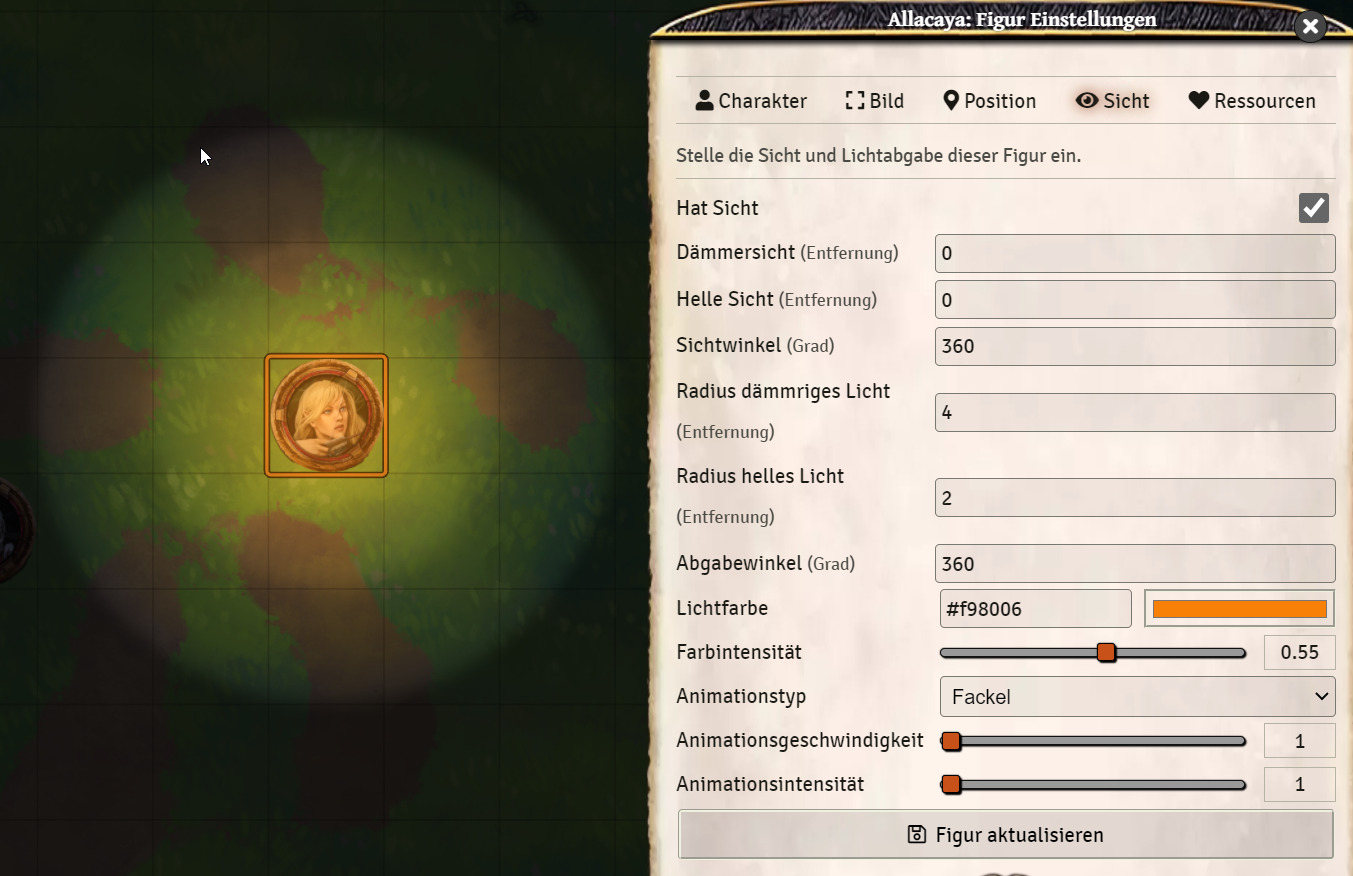 Allacaya: Figur Einstellungen
Charakter Bild Position Sicht Ressourcen
Stelle die Sicht und Lichtabgabe dieser Figur ein.
Hat Sicht
Dämmersicht (Entfernung) 0
Helle Sicht (Entfernung) 0
Sichtwinkel (Grad) 360
Radius dämmriges Licht
(Entfernung) 4
Radius helles Licht
(Entfernung) 2
Abgabewinkel (Grad) 360
Lichtfarbe #f98006
Farbintensität 0.55
Animationstyp Fackel
Animationsgeschwindigkeit 1
Animationsintensität 1
Figur aktualisieren